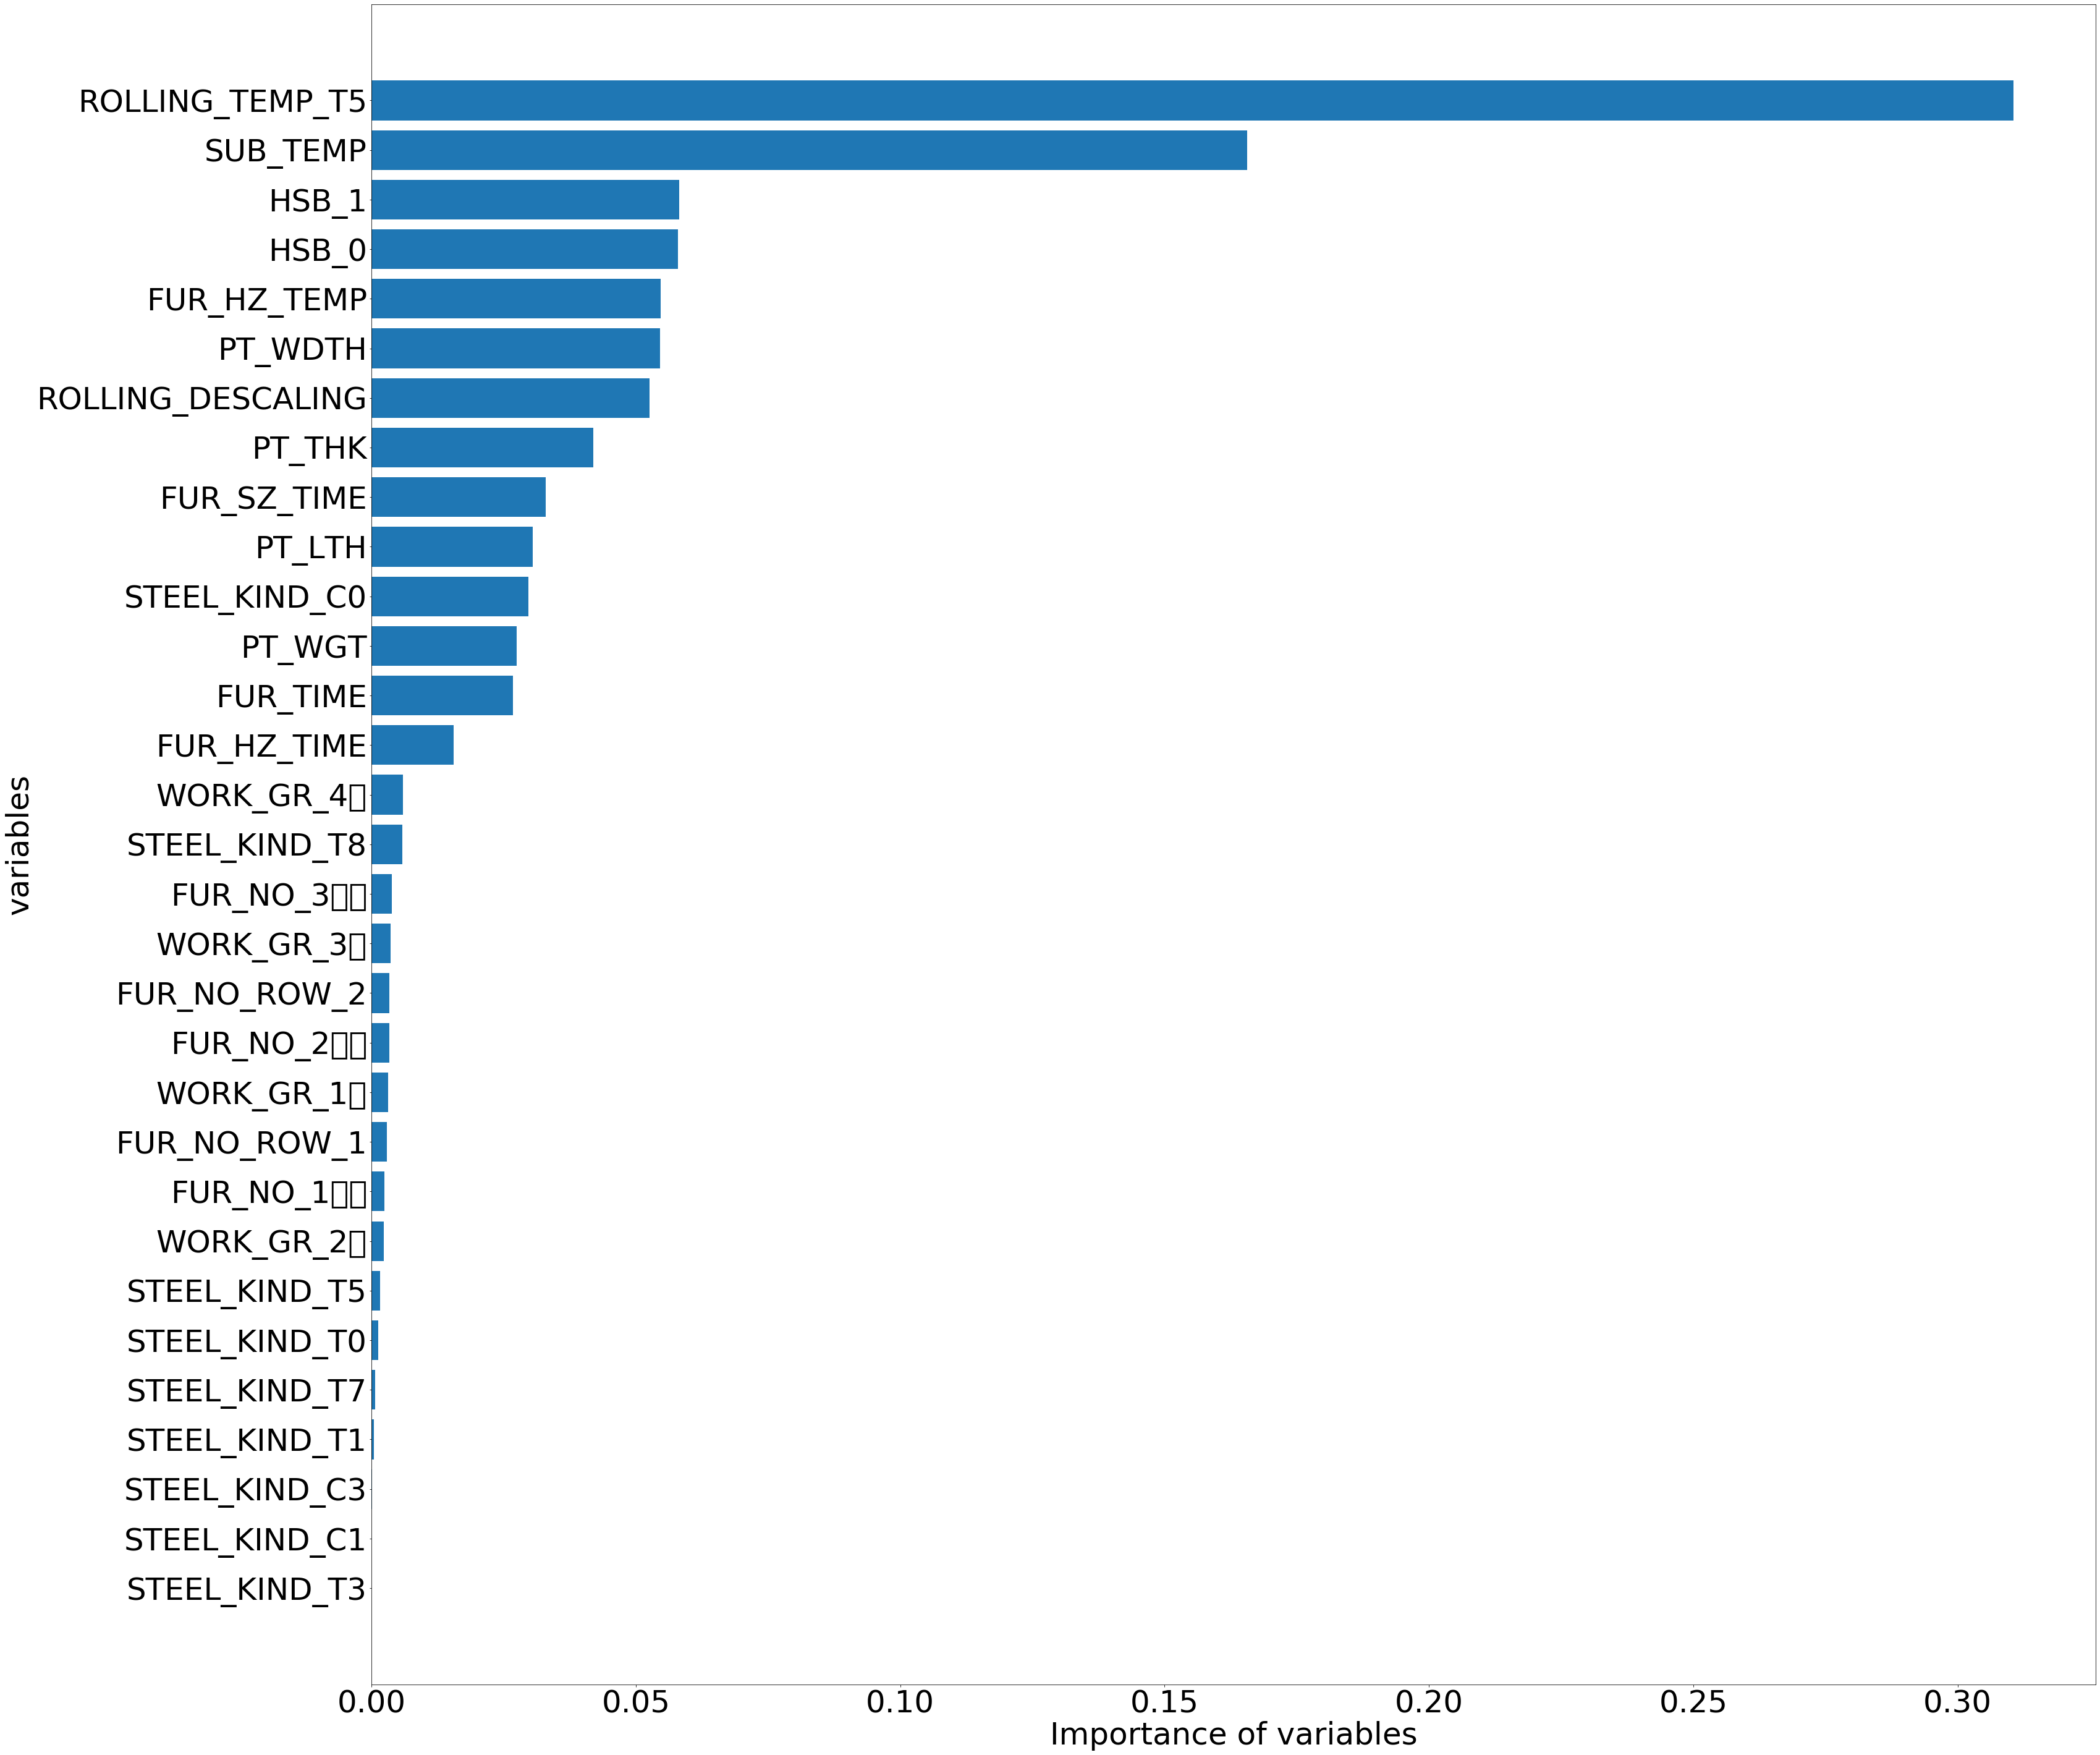 ROLLING_TEMP_T5
SUB_TEMP
HSB_1
HSB_0
FUR_HZ_TEMP
PT_WDTH
ROLLING_DESCALING
PT_THK
FUR_SZ_TIME
PT_LTH
STEEL_KIND_C0
PT_WGT
FUR_TIME
FUR_HZ_TIME
WORK_GR_4▯
STEEL_KIND_T8
FUR_NO_3▯▯
WORK_GR_3▯
FUR_NO_ROW_2
FUR_NO_2▯▯
WORK_GR_1▯
FUR_NO_ROW_1
FUR_NO_1▯▯
WORK_GR_2▯
STEEL_KIND_T5
STEEL_KIND_T0
STEEL_KIND_T7
STEEL_KIND_T1
STEEL_KIND_C3
STEEL_KIND_C1
STEEL_KIND_T3
variables
0.00 0.05 0.10 0.15 0.20 0.25 0.30
Importance of variables